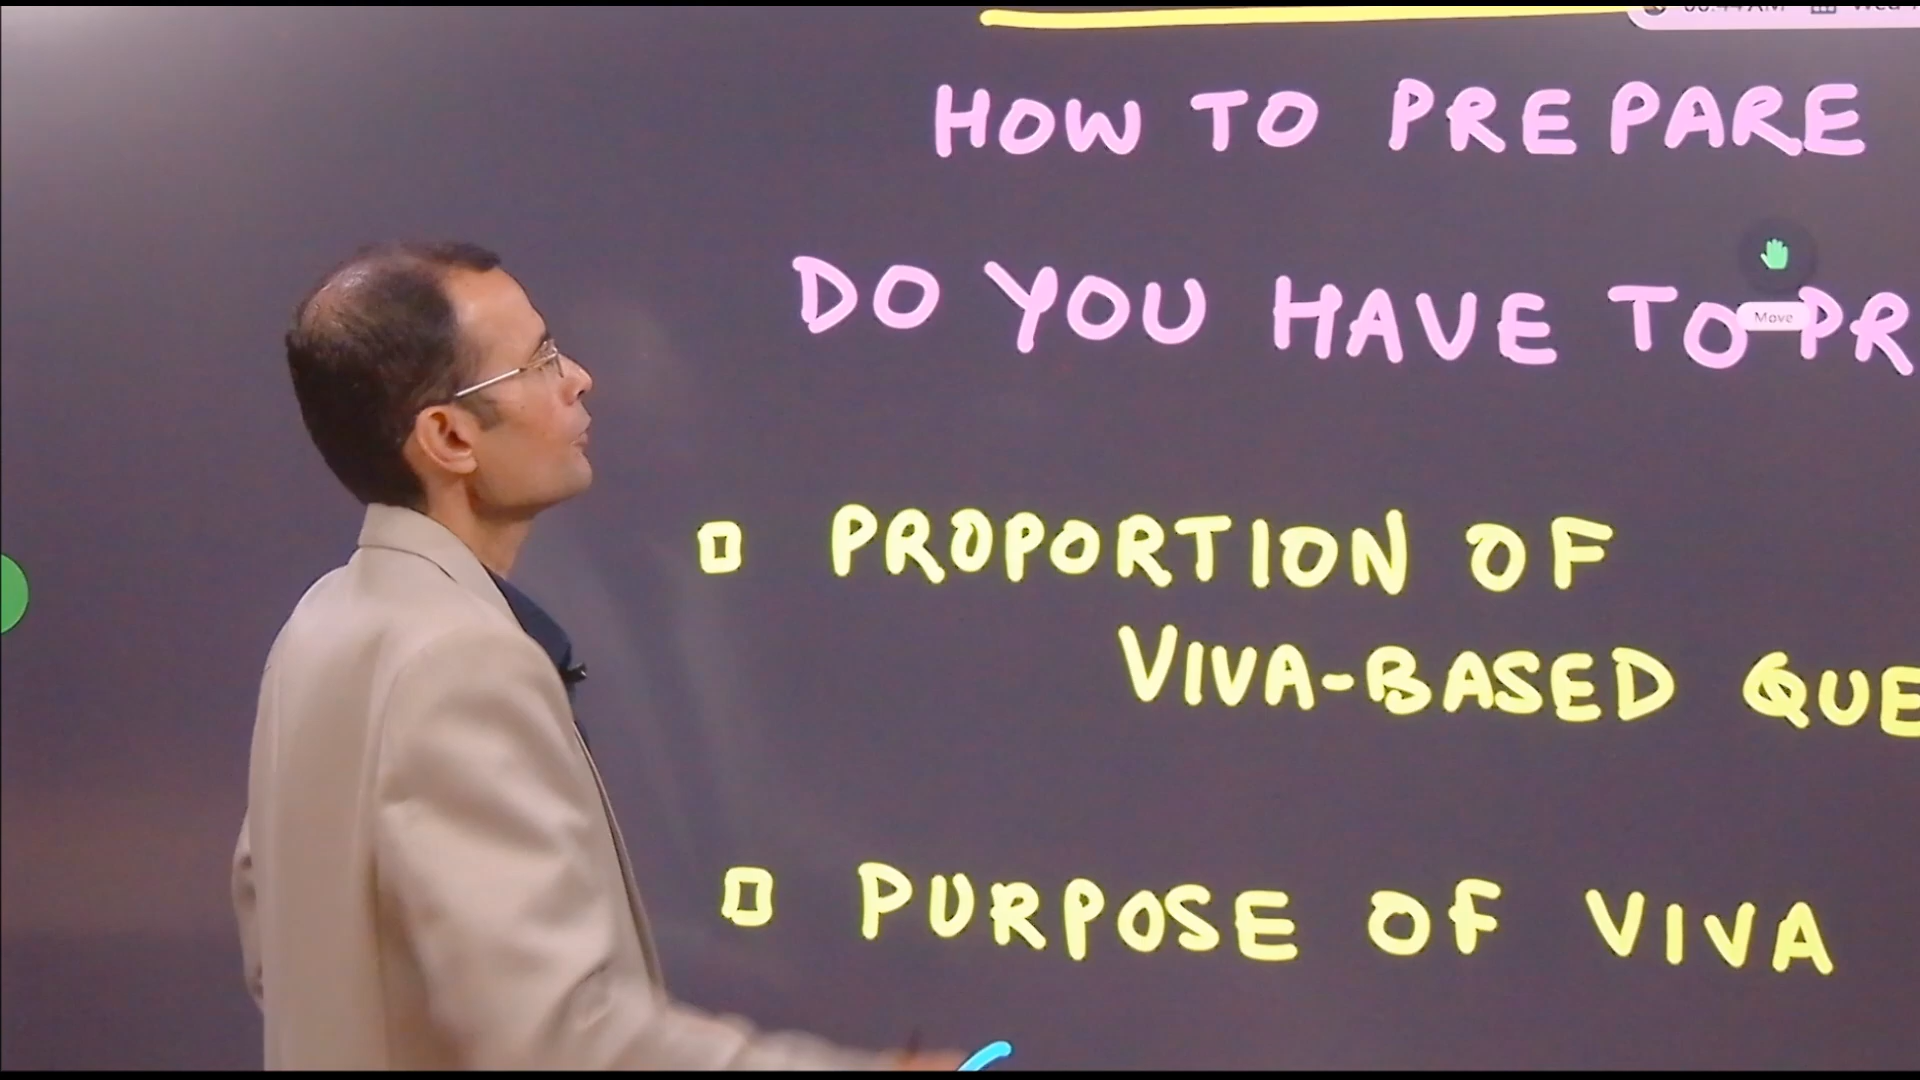 HOW TO PREPARE
DO YOU HAVE TO PR
Move
PROPORTION OF
VIVA-BASED QUE
PURPOSE OF VIVA